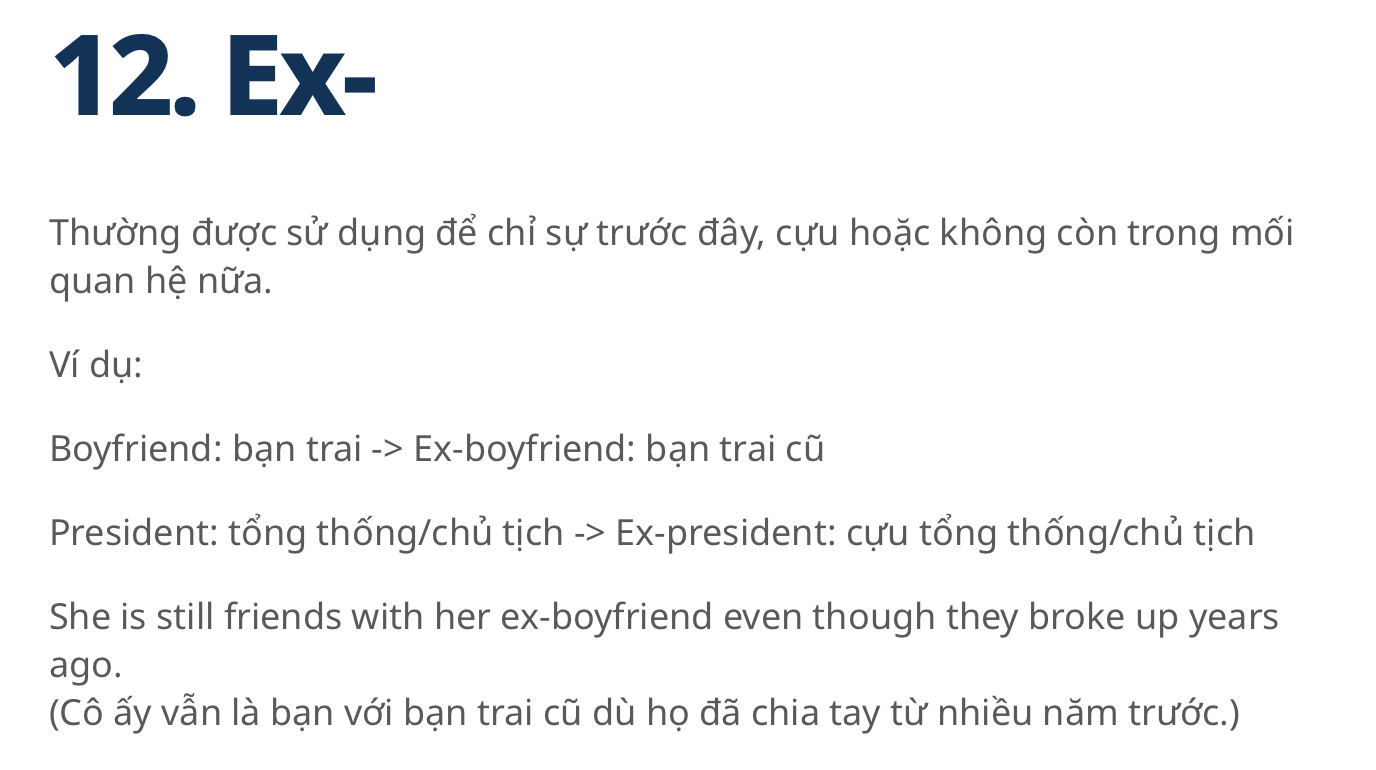 12. Ex-
Thường được sử dụng để chỉ sự trước đây, cựu hoặc không còn trong mối
quan hệ nữa.
Ví dụ:
Boyfriend: bạn trai -> Ex-boyfriend: bạn trai cũ
President: tổng thống/chủ tịch -> Ex-president: cựu tổng thống/chủ tịch
She is still friends with her ex-boyfriend even though they broke up years
ago.
(Cô ấy vẫn là bạn với bạn trai cũ dù họ đã chia tay từ nhiều năm trước.)